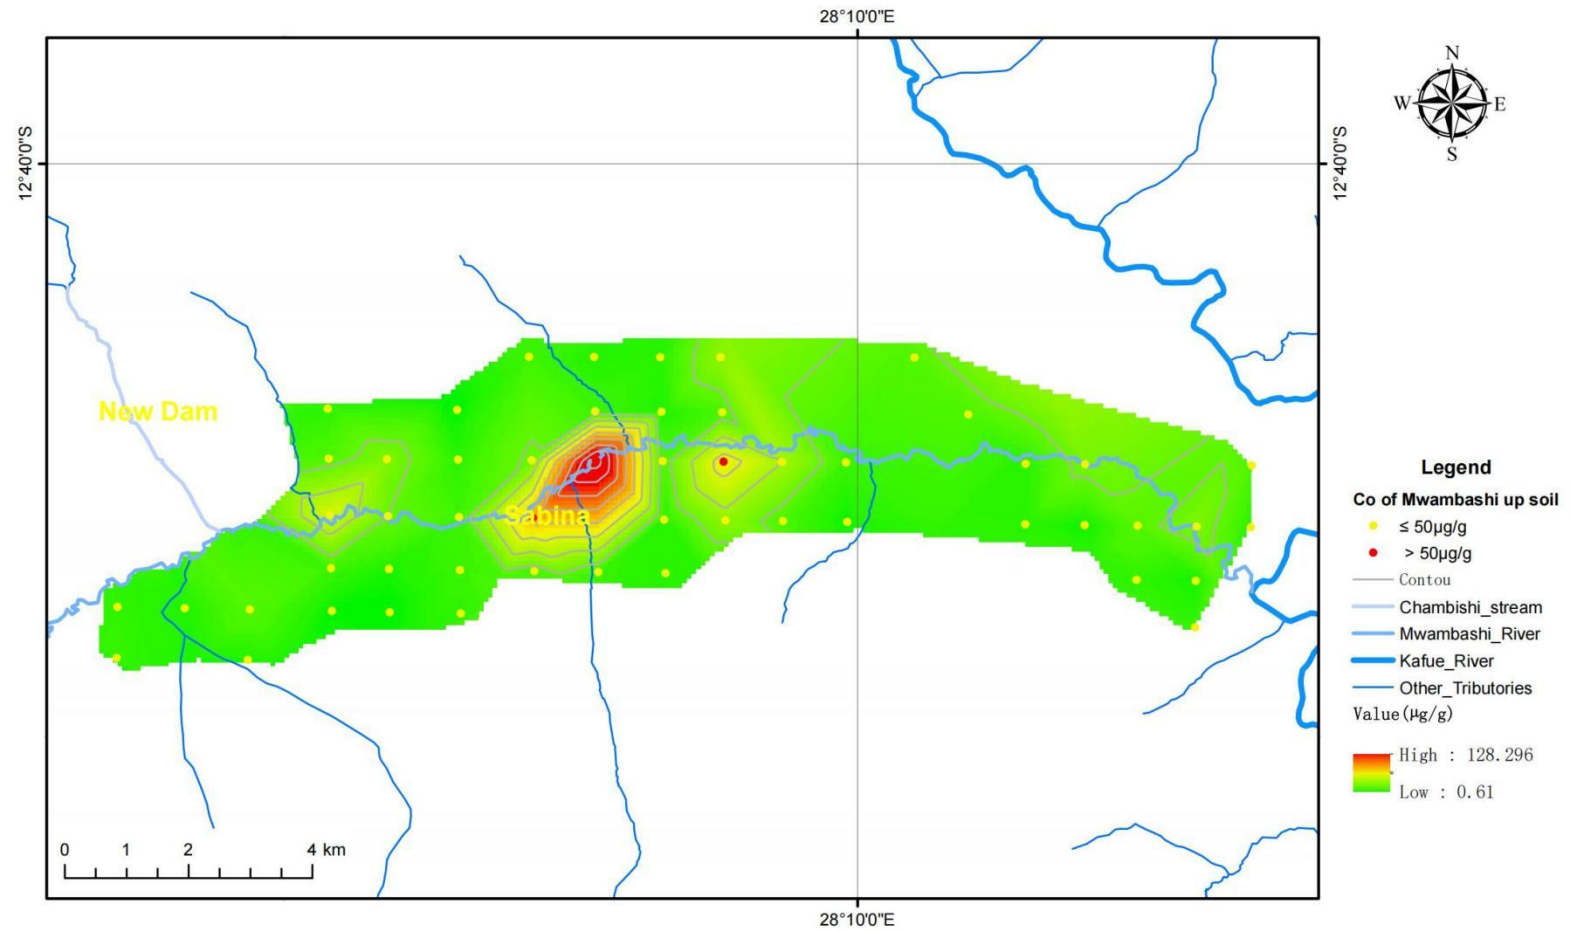 28°10'0"E
N
W E
S
12°40'0"S
12°40'0"S
New Dam
Sabina
Legend
Co of Mwambashi up soil
≤ 50µg/g
> 50µg/g
Contou
Chambishi_stream
Mwambashi_River
Kafue_River
Other_Tributories
Value(µg/g)
High : 128.296
Low : 0.61
0 1 2 4 km
28°10'0"E